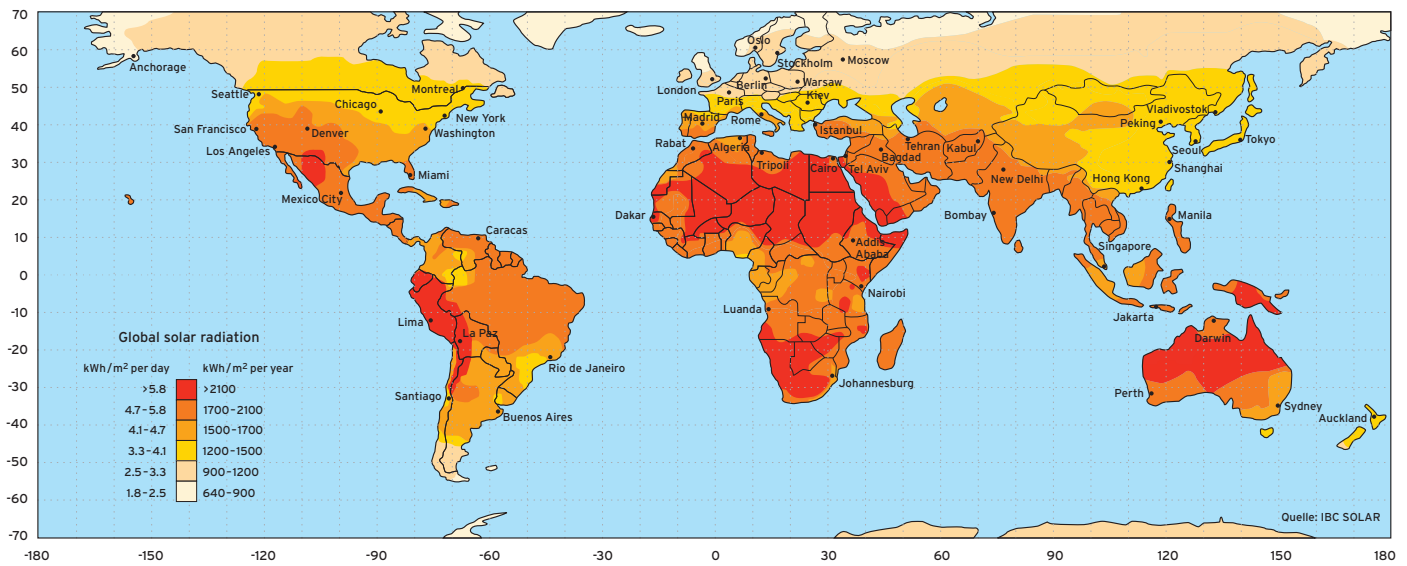 70
60
50
40
30
20
10
0
-10
-20
-30
-40
-50
-60
-70
-180
-150
-120
-90
-60
-30
0
30
60
90
120
150
180
Anchorage
Seattle
Montreal
Chicago
New York
San Francisco
Denver
Washington
Los Angeles
Miami
Mexico City
Caracas
Lima
La Paz
Rio de Janeiro
Santiago
Buenos Aires
Oslo
Stockholm
Moscow
London
Berlin
Warsaw
Paris
Kiev
Madrid
Rome
Istanbul
Rabat
Algeria
Tripoli
Cairo
Tel Aviv
Bagdad
Tehran
Kabul
New Delhi
Bombay
Dakar
Addis
Ababa
Nairobi
Luanda
Johannesburg
Vladivostok
Peking
Seoul
Tokyo
Shanghai
Hong Kong
Manila
Singapore
Jakarta
Darwin
Perth
Sydney
Auckland
Global solar radiation
kWh/m² per day kWh/m² per year
>5.8 >2100
4.7-5.8 1700-2100
4.1-4.7 1500-1700
3.3-4.1 1200-1500
2.5-3.3 900-1200
1.8-2.5 640-900
Quelle: IBC SOLAR